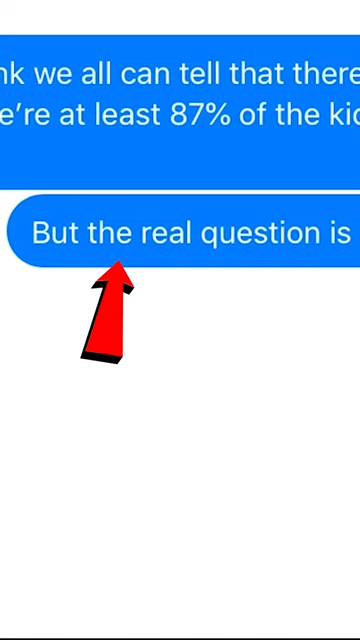 nk we all can tell that there
e’re at least 87% of the kid
But the real question is